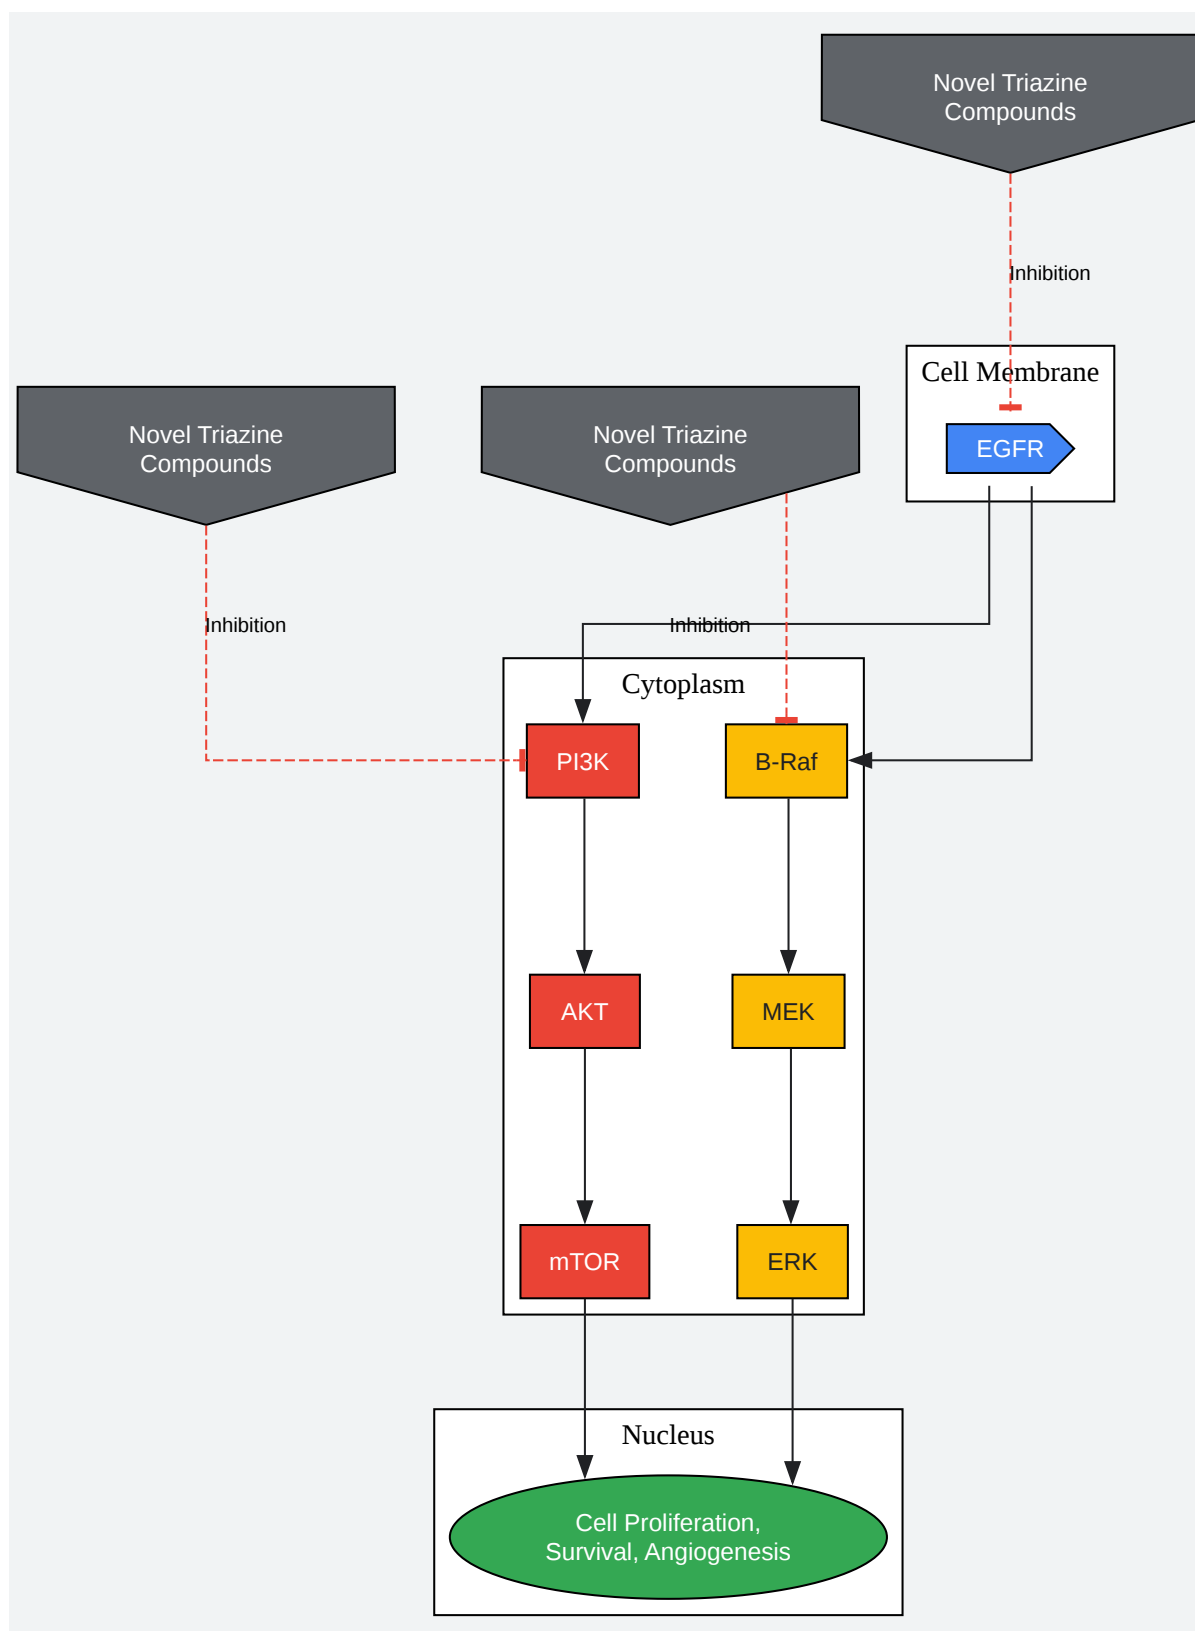 Novel Triazine
Compounds
Inhibition
Cell Membrane
EGFR
Novel Triazine
Compounds
Novel Triazine
Compounds
Inhibition
Inhibition
Cytoplasm
PI3K
B-Raf
AKT
MEK
mTOR
ERK
Nucleus
Cell Proliferation,
Survival, Angiogenesis